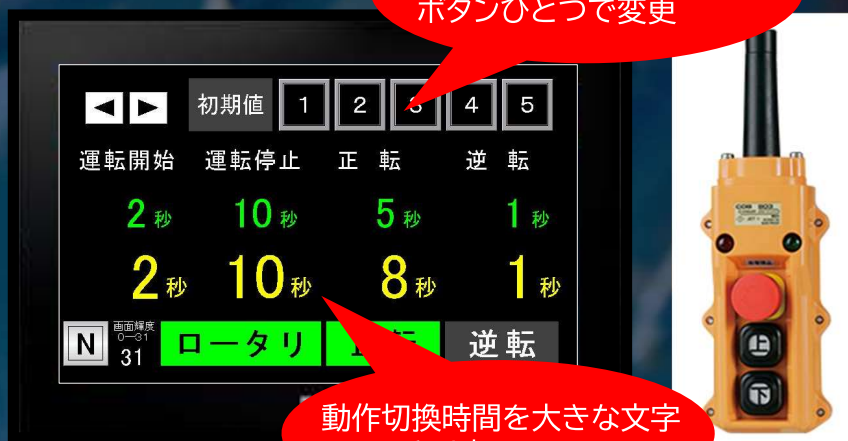 ボタンひとつで変更
初期値 1 2 3 4 5
運転開始 運転停止 正 転 逆 転
2 秒 10 秒 5 秒 1 秒
2 秒 10 秒 8 秒 1 秒
N 画面輝度 0―31 31 ロータリ 逆転
動作切換時間を大きな文字
上
下